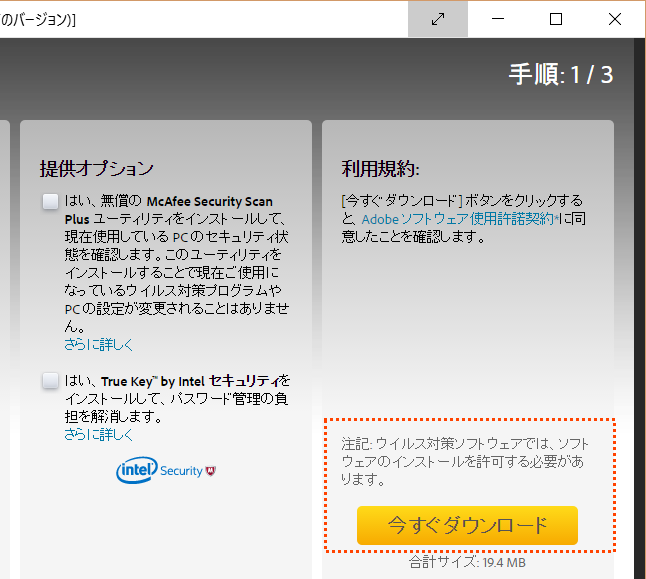 のバージョン)]
手順: 1 / 3
提供オプション
はい、無償の McAfee Security Scan
Plus ユーティリティをインストールして、
現在使用している PC のセキュリティ状
態を確認します。このユーティリティを
インストールすることで現在ご使用に
なっているウイルス対策プログラムや
PC の設定が変更されることはありませ
ん。
さらに詳しく
はい、True Key™ by Intel セキュリティを
インストールして、パスワード管理の負
担を解消します。
さらに詳しく
intel Security
利用規約:
[今すぐダウンロード] ボタンをクリックする
と、Adobe ソフトウェア使用許諾契約*に同
意したことを確認します。
注記: ウイルス対策ソフトウェアでは、ソフト
ウェアのインストールを許可する必要があ
ります。
今すぐダウンロード
合計サイズ: 19.4 MB